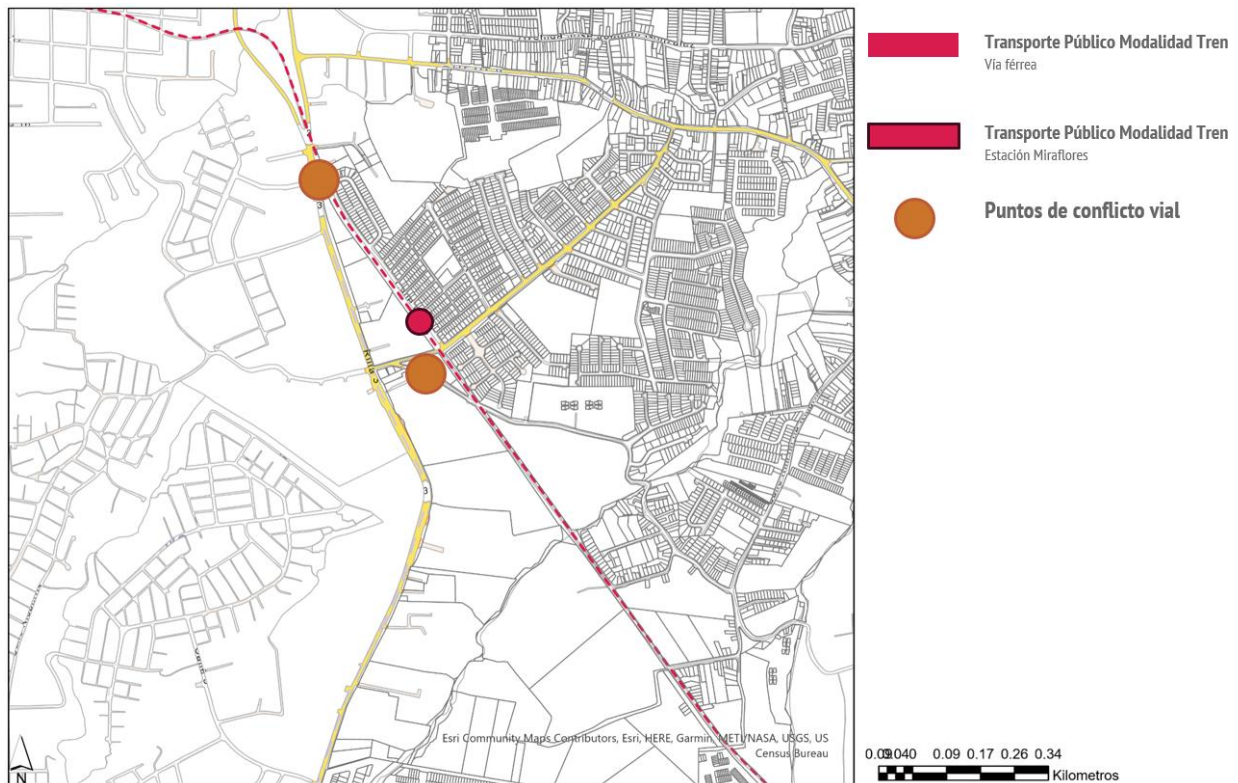 Transporte Público Modalidad Tren
Vía férrea
Transporte Público Modalidad Tren
Estación Miraflores
Puntos de conflicto vial
3
Ruta 3
3
Esri Community Maps Contributors, Esri, HERE, Garmin, METI/NASA, USGS, US
Census Bureau
N
0.09 0.17 0.26 0.34
Kilometros